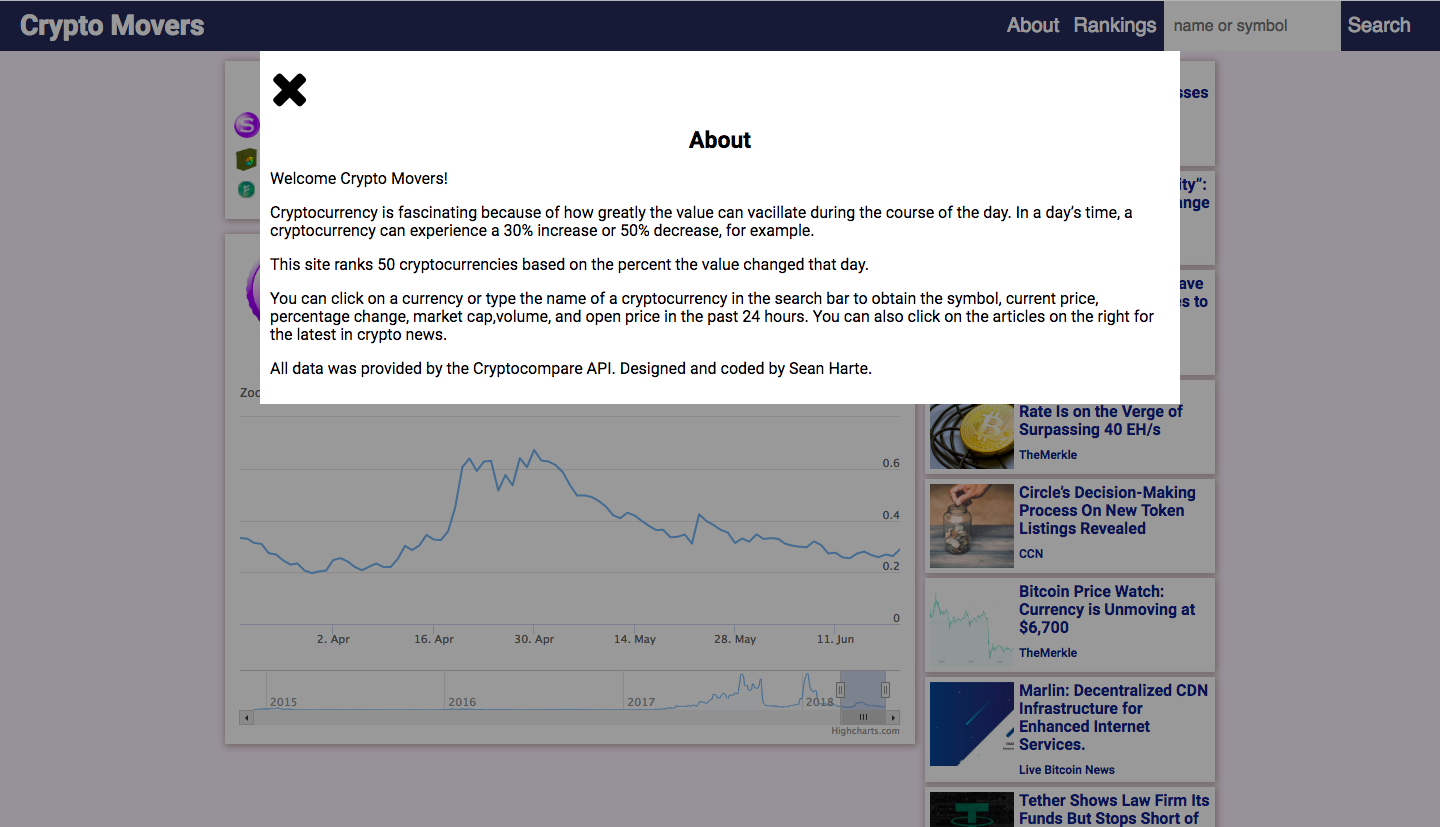 Crypto Movers
About Rankings name or symbol Search
About
Welcome Crypto Movers!
Cryptocurrency is fascinating because of how greatly the value can vacillate during the course of the day. In a day's time, a
cryptocurrency can experience a 30% increase or 50% decrease, for example.
This site ranks 50 cryptocurrencies based on the percent the value changed that day.
You can click on a currency or type the name of a cryptocurrency in the search bar to obtain the symbol, current price,
percentage change, market cap,volume, and open price in the past 24 hours. You can also click on the articles on the right for
the latest in crypto news.
All data was provided by the Cryptocompare API. Designed and coded by Sean Harte.
0.6
0.4
0.2
0
2. Apr 16. Apr 30. Apr 14. May 28. May 11. Jun
2015 2016 2017 2018
Highcharts.com
Rate Is on the Verge of
Surpassing 40 EH/s
TheMerkle
Circle's Decision-Making
Process On New Token
Listings Revealed
CCN
Bitcoin Price Watch:
Currency is Unmoving at
$6,700
TheMerkle
Marlin: Decentralized CDN
Infrastructure for
Enhanced Internet
Services.
Live Bitcoin News
Tether Shows Law Firm Its
Funds But Stops Short of